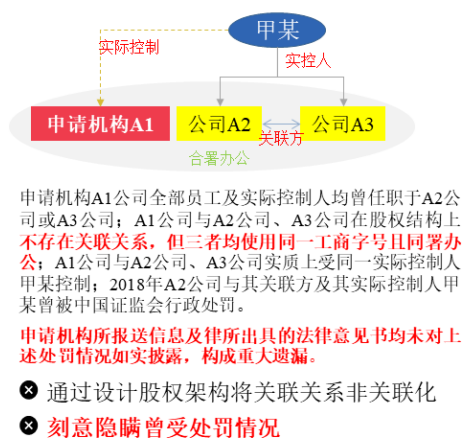 甲某
实际控制
实控人
申请机构A1
公司A2
关联方
公司A3
合署办公
申请机构A1公司全部员工及实际控制人均曾任职于A2公
司或A3公司；A1公司与A2公司、A3公司在股权结构上
不存在关联关系，但三者均使用同一工商字号且同署办
公；A1公司与A2公司、A3公司实质上受同一实际控制人
甲某控制；2018年A2公司与其关联方及其实际控制人甲
某曾被中国证监会行政处罚。
申请机构所报送信息及律所出具的法律意见书均未对上
述处罚情况如实披露，构成重大遗漏。
通过设计股权架构将关联关系非关联化
刻意隐瞒曾受处罚情况